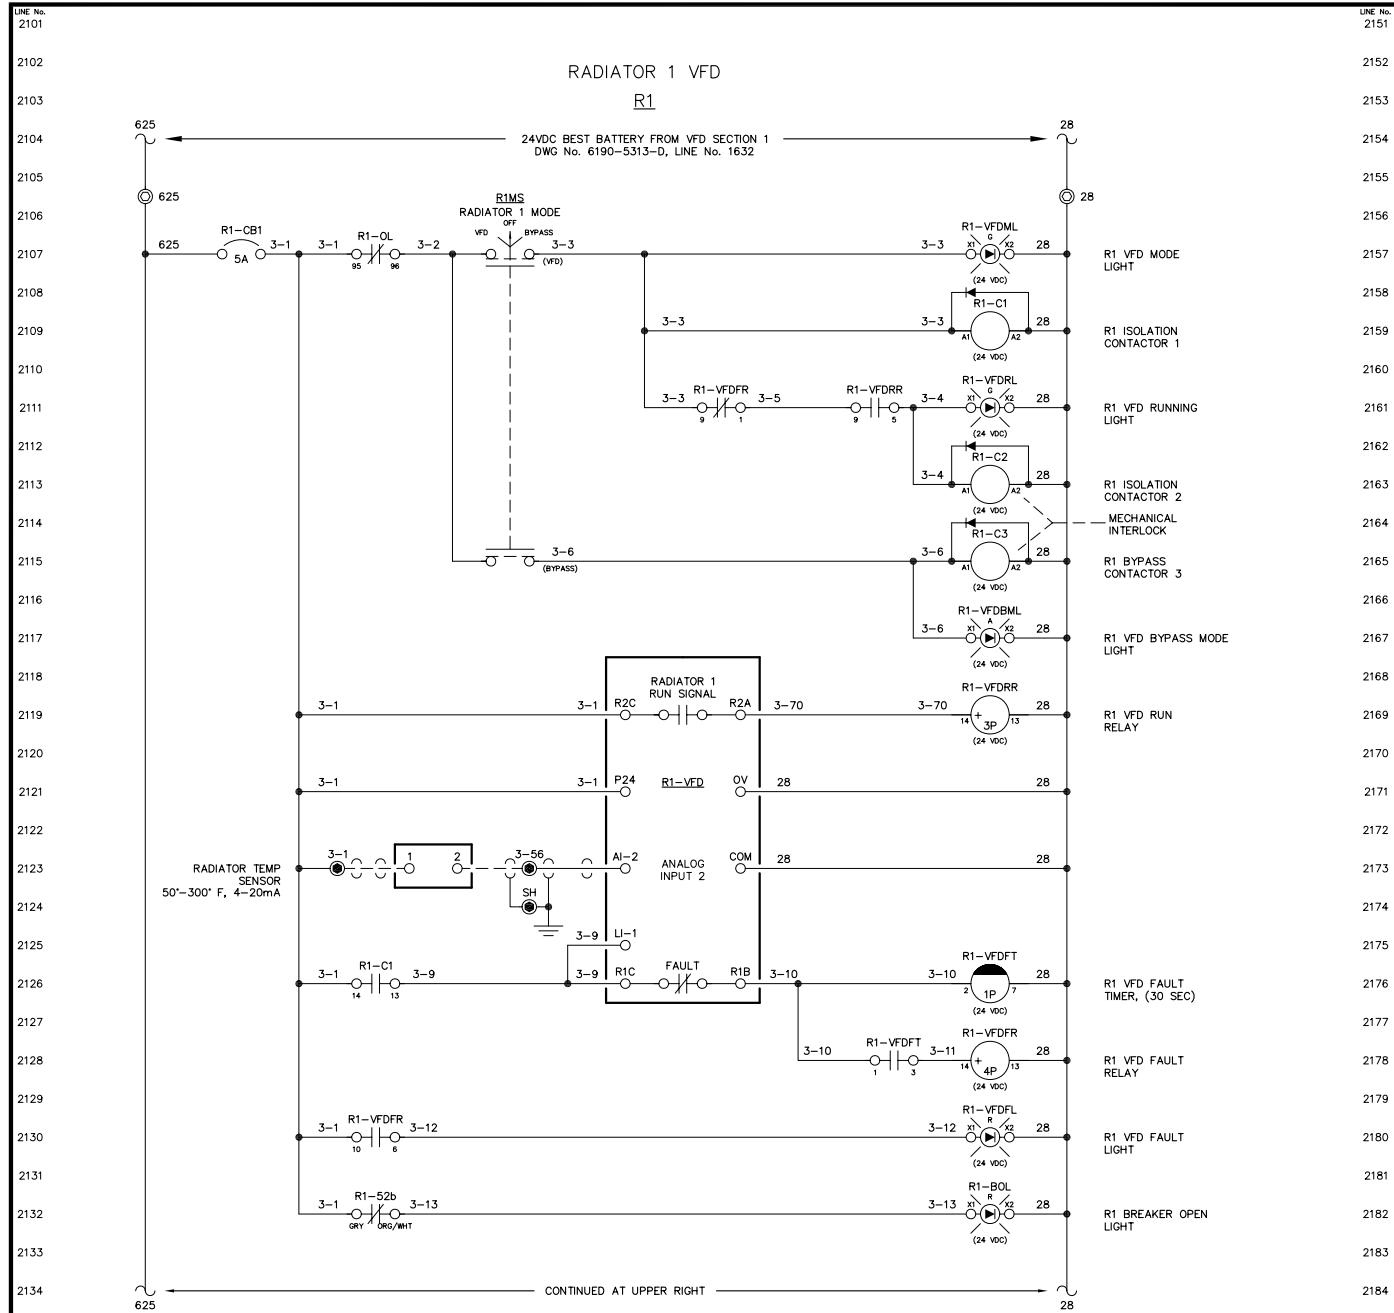 LINE No.
LINE No.
2101
2151
2102
2152
RADIATOR 1 VFD
2103
R1
2153
625
28
2104
24VDC BEST BATTERY FROM VFD SECTION 1
2154
DWG No. 6190-5313-D, LINE No. 1632
2105
2155
625
R1MS
28
2106
RADIATOR 1 MODE
2156
OFF
R1-CB1
R1-OL
VFD
BYPASS
R1-VFDML
G
2107
625
3-1
3-1
3-2
3-3
3-3
X1
X2
28
R1 VFD MODE
2157
5A
95
96
(VFD)
LIGHT
(24 VDC)
2108
2158
R1-C1
2109
3-3
3-3
28
R1 ISOLATION
2159
A1
A2
CONTACTOR 1
(24 VDC)
2110
2160
R1-VFDFR
R1-VFDRR
R1-VFDRL
G
2111
3-3
3-5
3-4
X1
X2
28
R1 VFD RUNNING
2161
9
1
9
5
LIGHT
(24 VDC)
2112
2162
R1-C2
2113
3-4
28
R1 ISOLATION
2163
A1
A2
CONTACTOR 2
(24 VDC)
2114
MECHANICAL
2164
INTERLOCK
R1-C3
2115
3-6
3-6
28
R1 BYPASS
2165
(BYPASS)
A1
A2
CONTACTOR 3
(24 VDC)
2116
2166
R1-VFDBML
A
2117
3-6
X1
X2
28
R1 VFD BYPASS MODE
2167
LIGHT
(24 VDC)
2118
2168
RADIATOR 1
RUN SIGNAL
R1-VFDRR
2119
3-1
3-1
R2C
R2A
3-70
3-70
28
R1 VFD RUN
2169
14
+
3P
13
RELAY
(24 VDC)
2120
2170
2121
3-1
3-1
P24
R1-VFD
OV
28
28
2171
2122
2172
2123
RADIATOR TEMP
3-1
1
2
3-56
AI-2
ANALOG
COM
28
28
2173
SENSOR
INPUT 2
50°-300° F, 4-20mA
SH
2124
2174
2125
3-9
LI-1
2175
R1-C1
FAULT
R1-VFDFT
2126
3-1
3-9
3-9
R1C
R1B
3-10
3-10
28
R1 VFD FAULT
2176
14
13
2
1P
7
TIMER, (30 SEC)
(24 VDC)
2127
2177
R1-VFDFT
R1-VFDFR
2128
3-10
3-11
28
R1 VFD FAULT
2178
1
3
14
+
4P
13
RELAY
(24 VDC)
2129
2179
R1-VFDFR
R1-VFDFL
R
2130
3-1
3-12
3-12
X1
X2
28
R1 VFD FAULT
2180
10
6
LIGHT
(24 VDC)
2131
2181
R1-52b
R1-BOL
R
2132
3-1
3-13
3-13
X1
X2
28
R1 BREAKER OPEN
2182
GRY
ORG/WHT
LIGHT
(24 VDC)
2133
2183
2134
CONTINUED AT UPPER RIGHT
2184
625
28